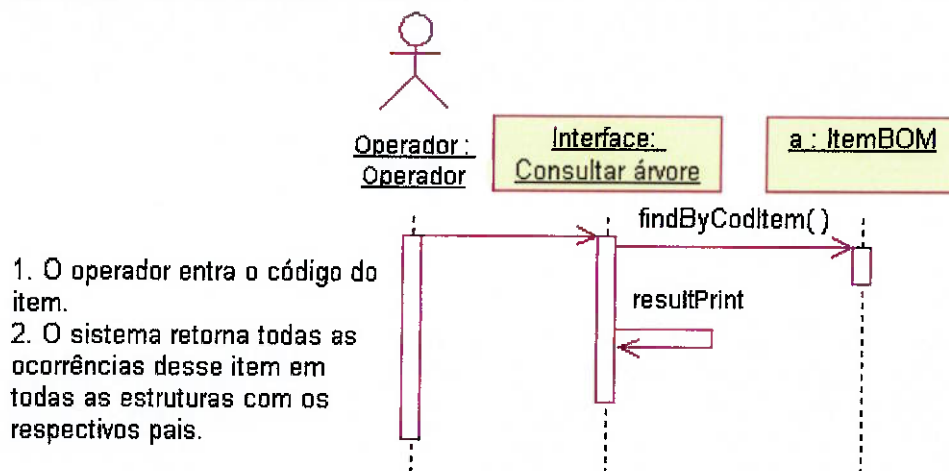 Operador :
Operador
Interface:
Consultar árvore
a : ItemBOM
findByCodItem( )
resultPrint
1. O operador entra o código do
item.
2. O sistema retorna todas as
ocorrências desse item em
todas as estruturas com os
respectivos pais.